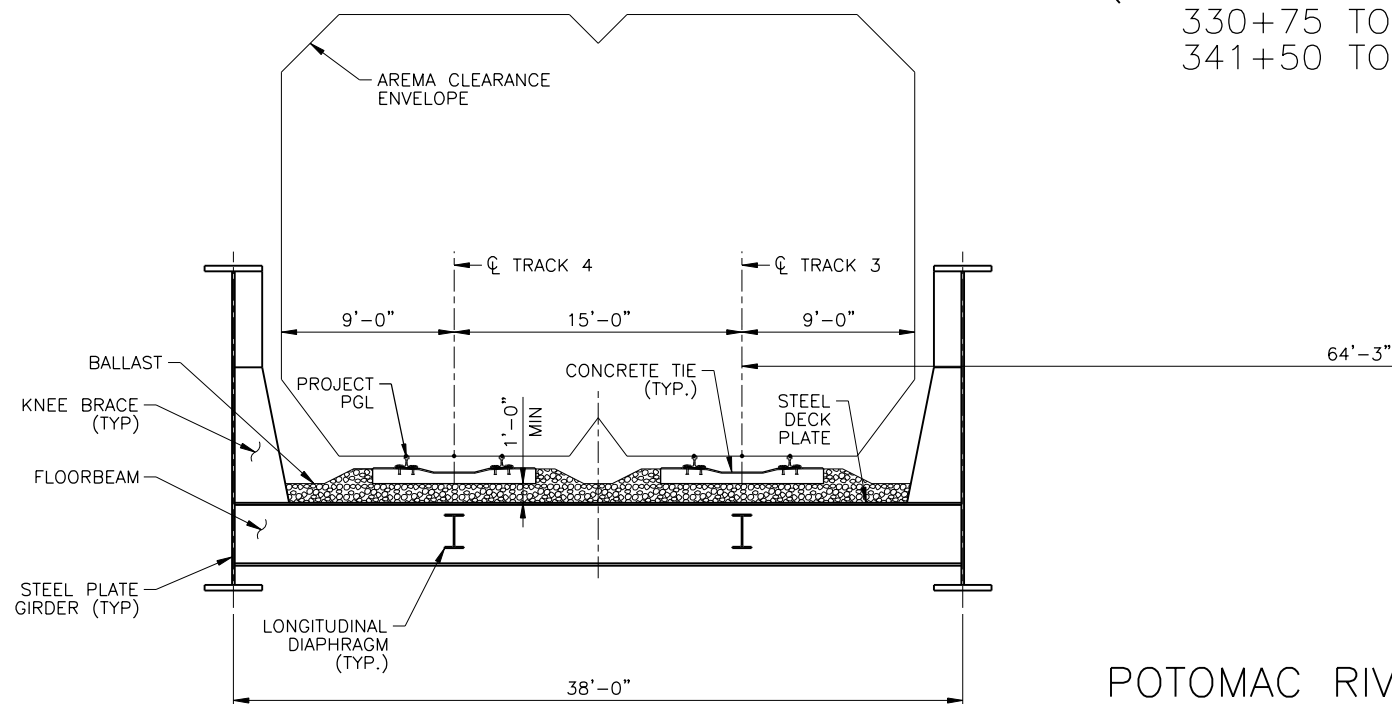 330+75 TO
341+50 TO
AREMA CLEARANCE
ENVELOPE
℄ TRACK 4
℄ TRACK 3
9'-0"
15'-0"
9'-0"
64'-3"
BALLAST
PROJECT
PGL
CONCRETE TIE
(TYP.)
1'-0"
MIN
STEEL
DECK
PLATE
KNEE BRACE
(TYP)
FLOORBEAM
STEEL PLATE
GIRDER (TYP)
LONGITUDINAL
DIAPHRAGM
(TYP.)
38'-0"
POTOMAC RIV